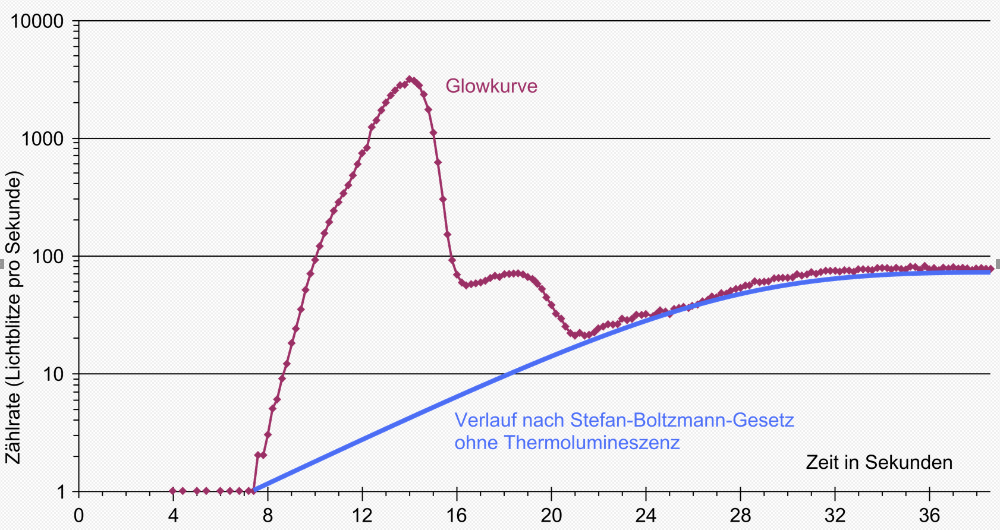 10000
1000
100
10
1
Zählrate (Lichtblitze pro Sekunde)
Glowkurve
Verlauf nach Stefan-Boltzmann-Gesetz
ohne Thermolumineszenz
Zeit in Sekunden
0 4 8 12 16 20 24 28 32 36